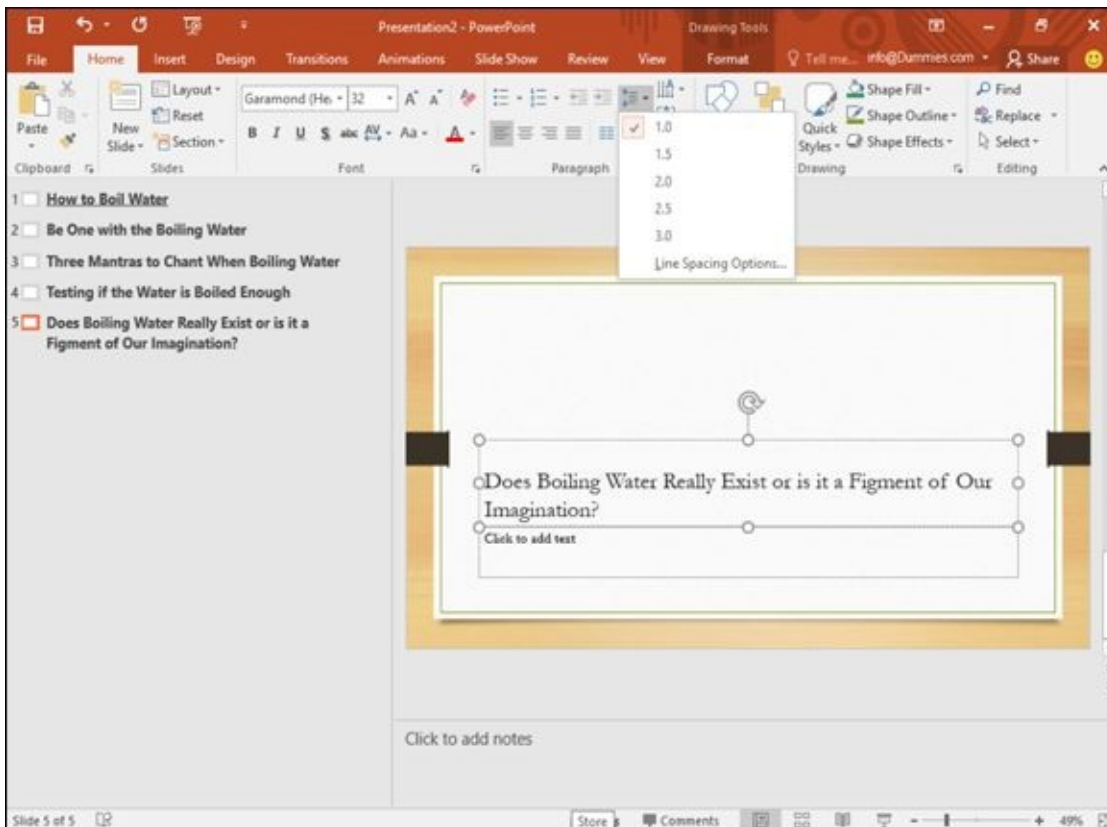 Presentation2 - PowerPoint
Drawing Tools
File Home Insert Design Transitions Animations Slide Show Review View Format Tell me... info@Dummies.com Share
Paste
New Slide
Layout
Reset
Section
Garamond (He 32
B I U S abc AV Aa A
Quick Styles
Shape Fill
Shape Outline
Shape Effects
Find
Replace
Select
Clipboard Slides Font Paragraph Drawing Editing
1.0
1.5
2.0
2.5
3.0
Line Spacing Options...
1 How to Boil Water
2 Be One with the Boiling Water
3 Three Mantras to Chant When Boiling Water
4 Testing if the Water is Boiled Enough
5 Does Boiling Water Really Exist or is it a
Figment of Our Imagination?
Does Boiling Water Really Exist or is it a Figment of Our
Imagination?
Click to add text
Click to add notes
Slide 5 of 5 Store Comments 49%